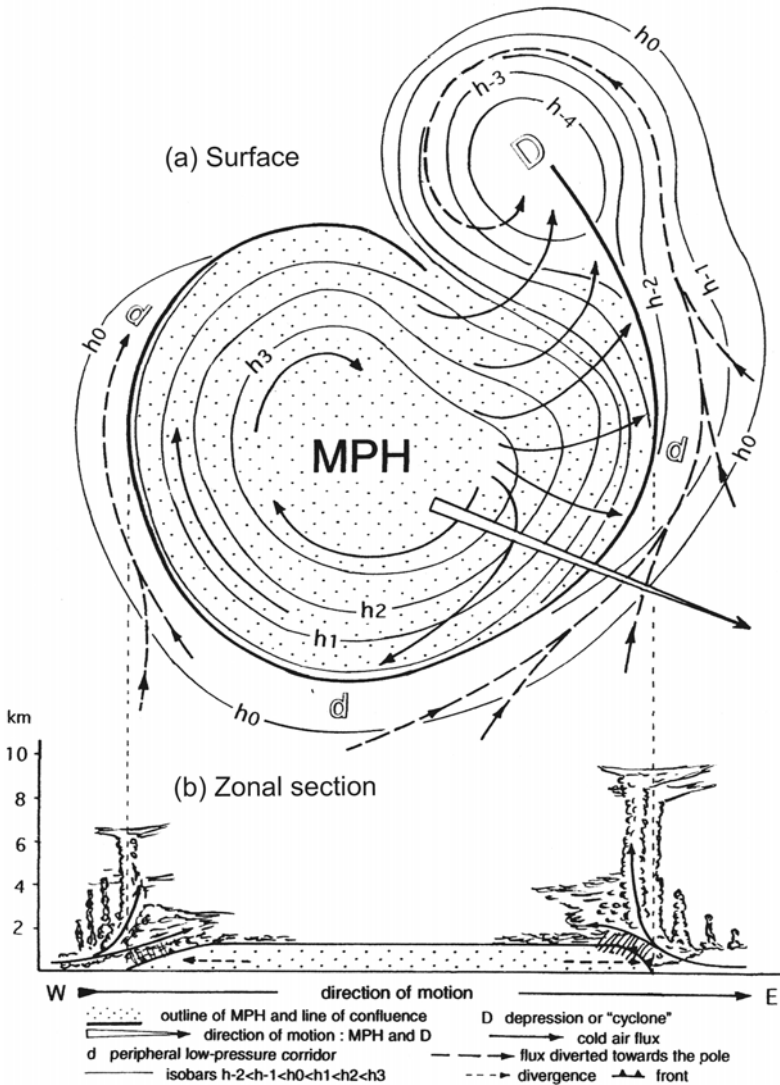 h0
h-3
h-4
D
(a) Surface
d
h-2
h-1
h0
h3
MPH
d
h0
h2
h1
d
h0
km
10
(b) Zonal section
8
6
4
2
W direction of motion E
outline of MPH and line of confluence D depression or "cyclone"
direction of motion : MPH and D cold air flux
d peripheral low-pressure corridor flux diverted towards the pole
isobars h-2<h-1<h0<h1<h2<h3 divergence front